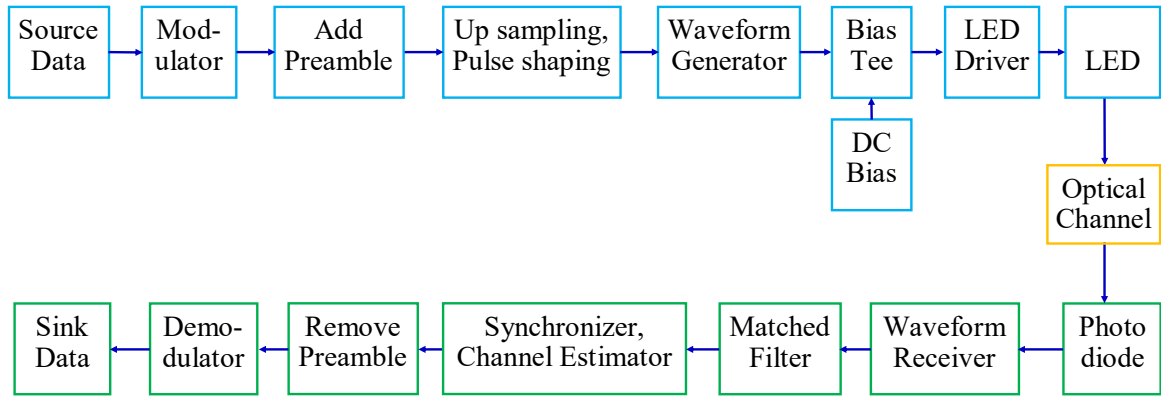 Source
Data
Mod-
ulator
Add
Preamble
Up sampling,
Pulse shaping
Waveform
Generator
Bias
Tee
LED
Driver
LED
DC
Bias
Optical
Channel
Sink
Data
Demo-
dulator
Remove
Preamble
Synchronizer,
Channel Estimator
Matched
Filter
Waveform
Receiver
Photo
diode